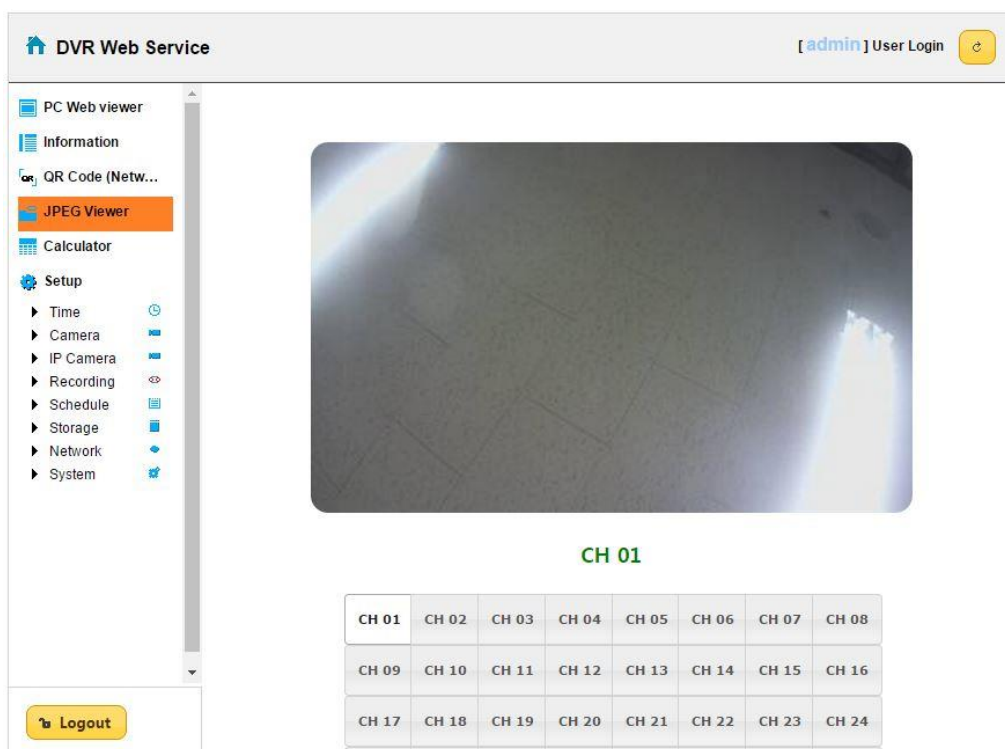 DVR Web Service
[ admin ] User Login
PC Web viewer
Information
QR QR Code (Netw...
JPEG Viewer
Calculator
Setup
Time
Camera
IP Camera
Recording
Schedule
Storage
Network
System
Logout
CH 01
CH 01 CH 02 CH 03 CH 04 CH 05 CH 06 CH 07 CH 08
CH 09 CH 10 CH 11 CH 12 CH 13 CH 14 CH 15 CH 16
CH 17 CH 18 CH 19 CH 20 CH 21 CH 22 CH 23 CH 24